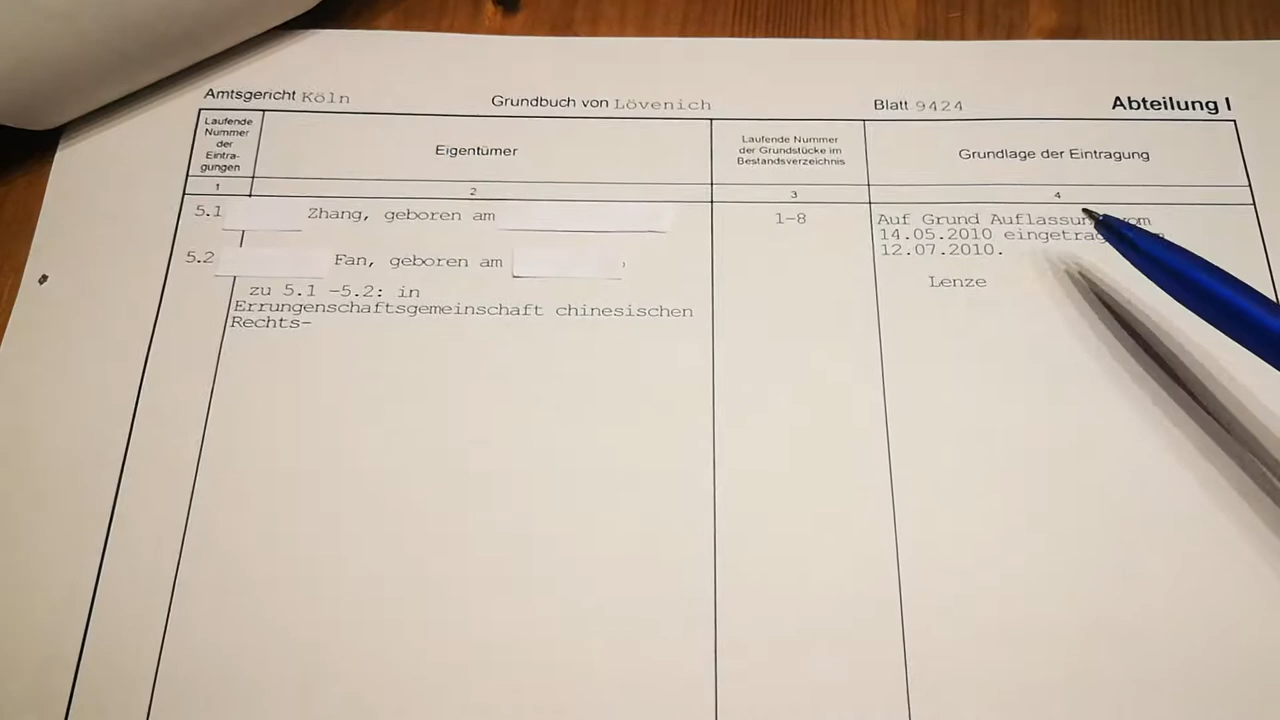 Amtsgericht Köln Grundbuch von Lövenich Blatt 9424 Abteilung I
Laufende
Nummer
der
Eintra-
gungen
Eigentümer
Laufende Nummer
der Grundstücke im
Bestandsverzeichnis
Grundlage der Eintragung
1 2 3 4
5.1 Zhang, geboren am
5.2 Fan, geboren am ,
zu 5.1 -5.2: in
Errungenschaftsgemeinschaft chinesischen
Rechts-
1-8
Auf Grund Auflassung vom
14.05.2010 eingetrag
12.07.2010.
Lenze